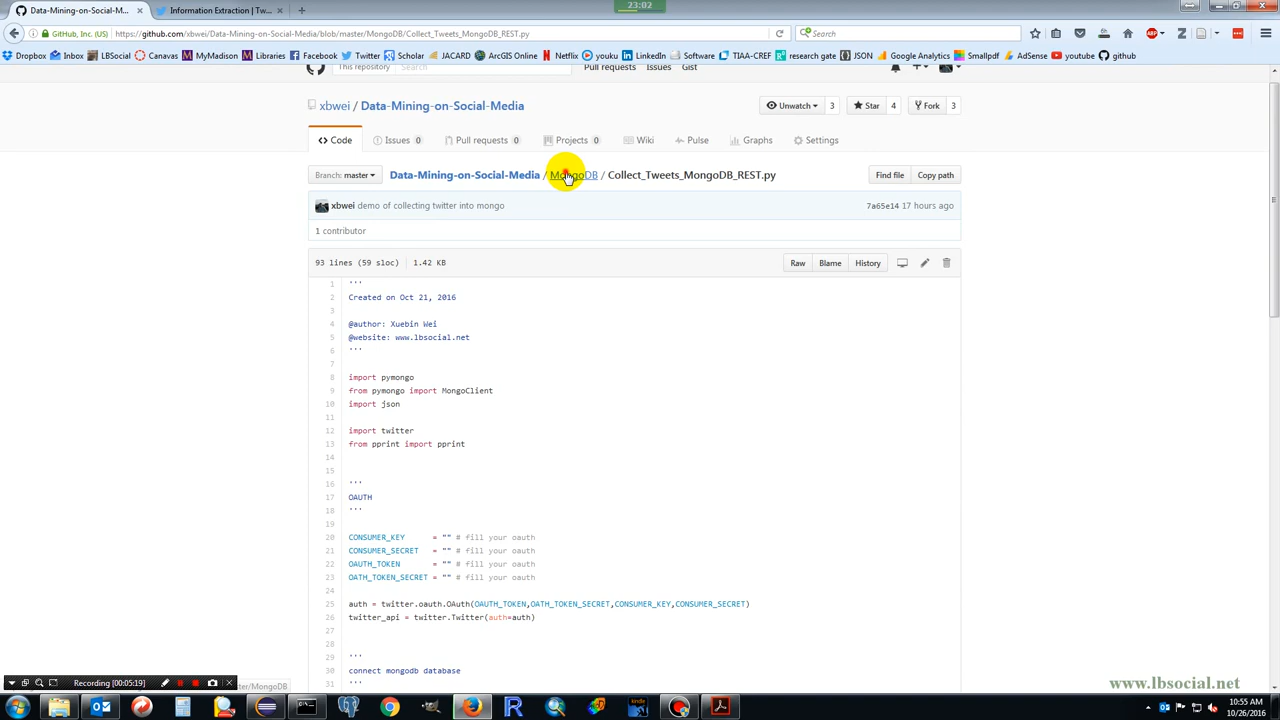 23:02
Data-Mining-on-Social-M... × Information Extraction | Tw... × +
GitHub, Inc. (US) https://github.com/xbwei/Data-Mining-on-Social-Media/blob/master/MongoDB/Collect_Tweets_MongoDB_REST.py Search
Dropbox Inbox LBSocial Canavas MyMadison Libraries Facebook Twitter Scholar JACARD ArcGIS Online Netflix youku LinkedIn Software TIAA-CREF research gate JSON Google Analytics Smallpdf AdSense youtube github
This repository Search Pull requests Issues Gist
xbwei / Data-Mining-on-Social-Media Unwatch 3 Star 4 Fork 3
Code Issues 0 Pull requests 0 Projects 0 Wiki Pulse Graphs Settings
Branch: master Data-Mining-on-Social-Media / MongoDB / Collect_Tweets_MongoDB_REST.py Find file Copy path
xbwei demo of collecting twitter into mongo 7a65e14 17 hours ago
1 contributor
93 lines (59 sloc) 1.42 KB Raw Blame History
1 '''
2 Created on Oct 21, 2016
3
4 @author: Xuebin Wei
5 @website: www.lbsocial.net
6 '''
7
8 import pymongo
9 from pymongo import MongoClient
10 import json
11
12 import twitter
13 from pprint import pprint
14
15
16 '''
17 OAUTH
18 '''
19
20 CONSUMER_KEY = "" # fill your oauth
21 CONSUMER_SECRET = "" # fill your oauth
22 OAUTH_TOKEN = "" # fill your oauth
23 OATH_TOKEN_SECRET = "" # fill your oauth
24
25 auth = twitter.oauth.OAuth(OAUTH_TOKEN,OATH_TOKEN_SECRET,CONSUMER_KEY,CONSUMER_SECRET)
26 twitter_api = twitter.Twitter(auth=auth)
27
28
29 '''
30 connect mongodb database
31 '''
Recording (00:05:19)
ter/MongoDB
www.lbsocial.net
10:55 AM
10/26/2016